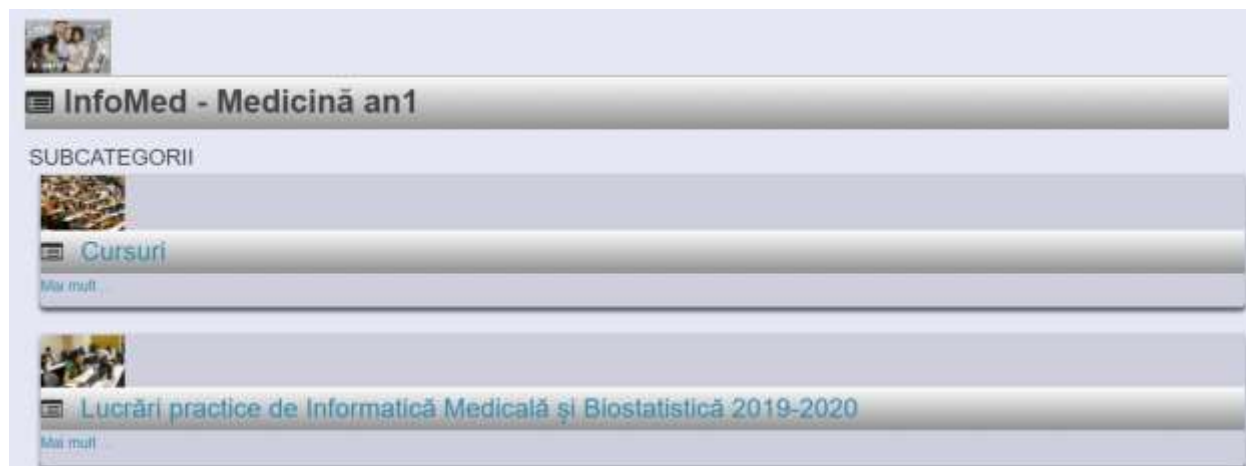 InfoMed - Medicină an1
SUBCATEGORII
Cursuri
Mai mult ...
Lucrări practice de Informatică Medicală și Biostatistică 2019-2020
Mai mult ...